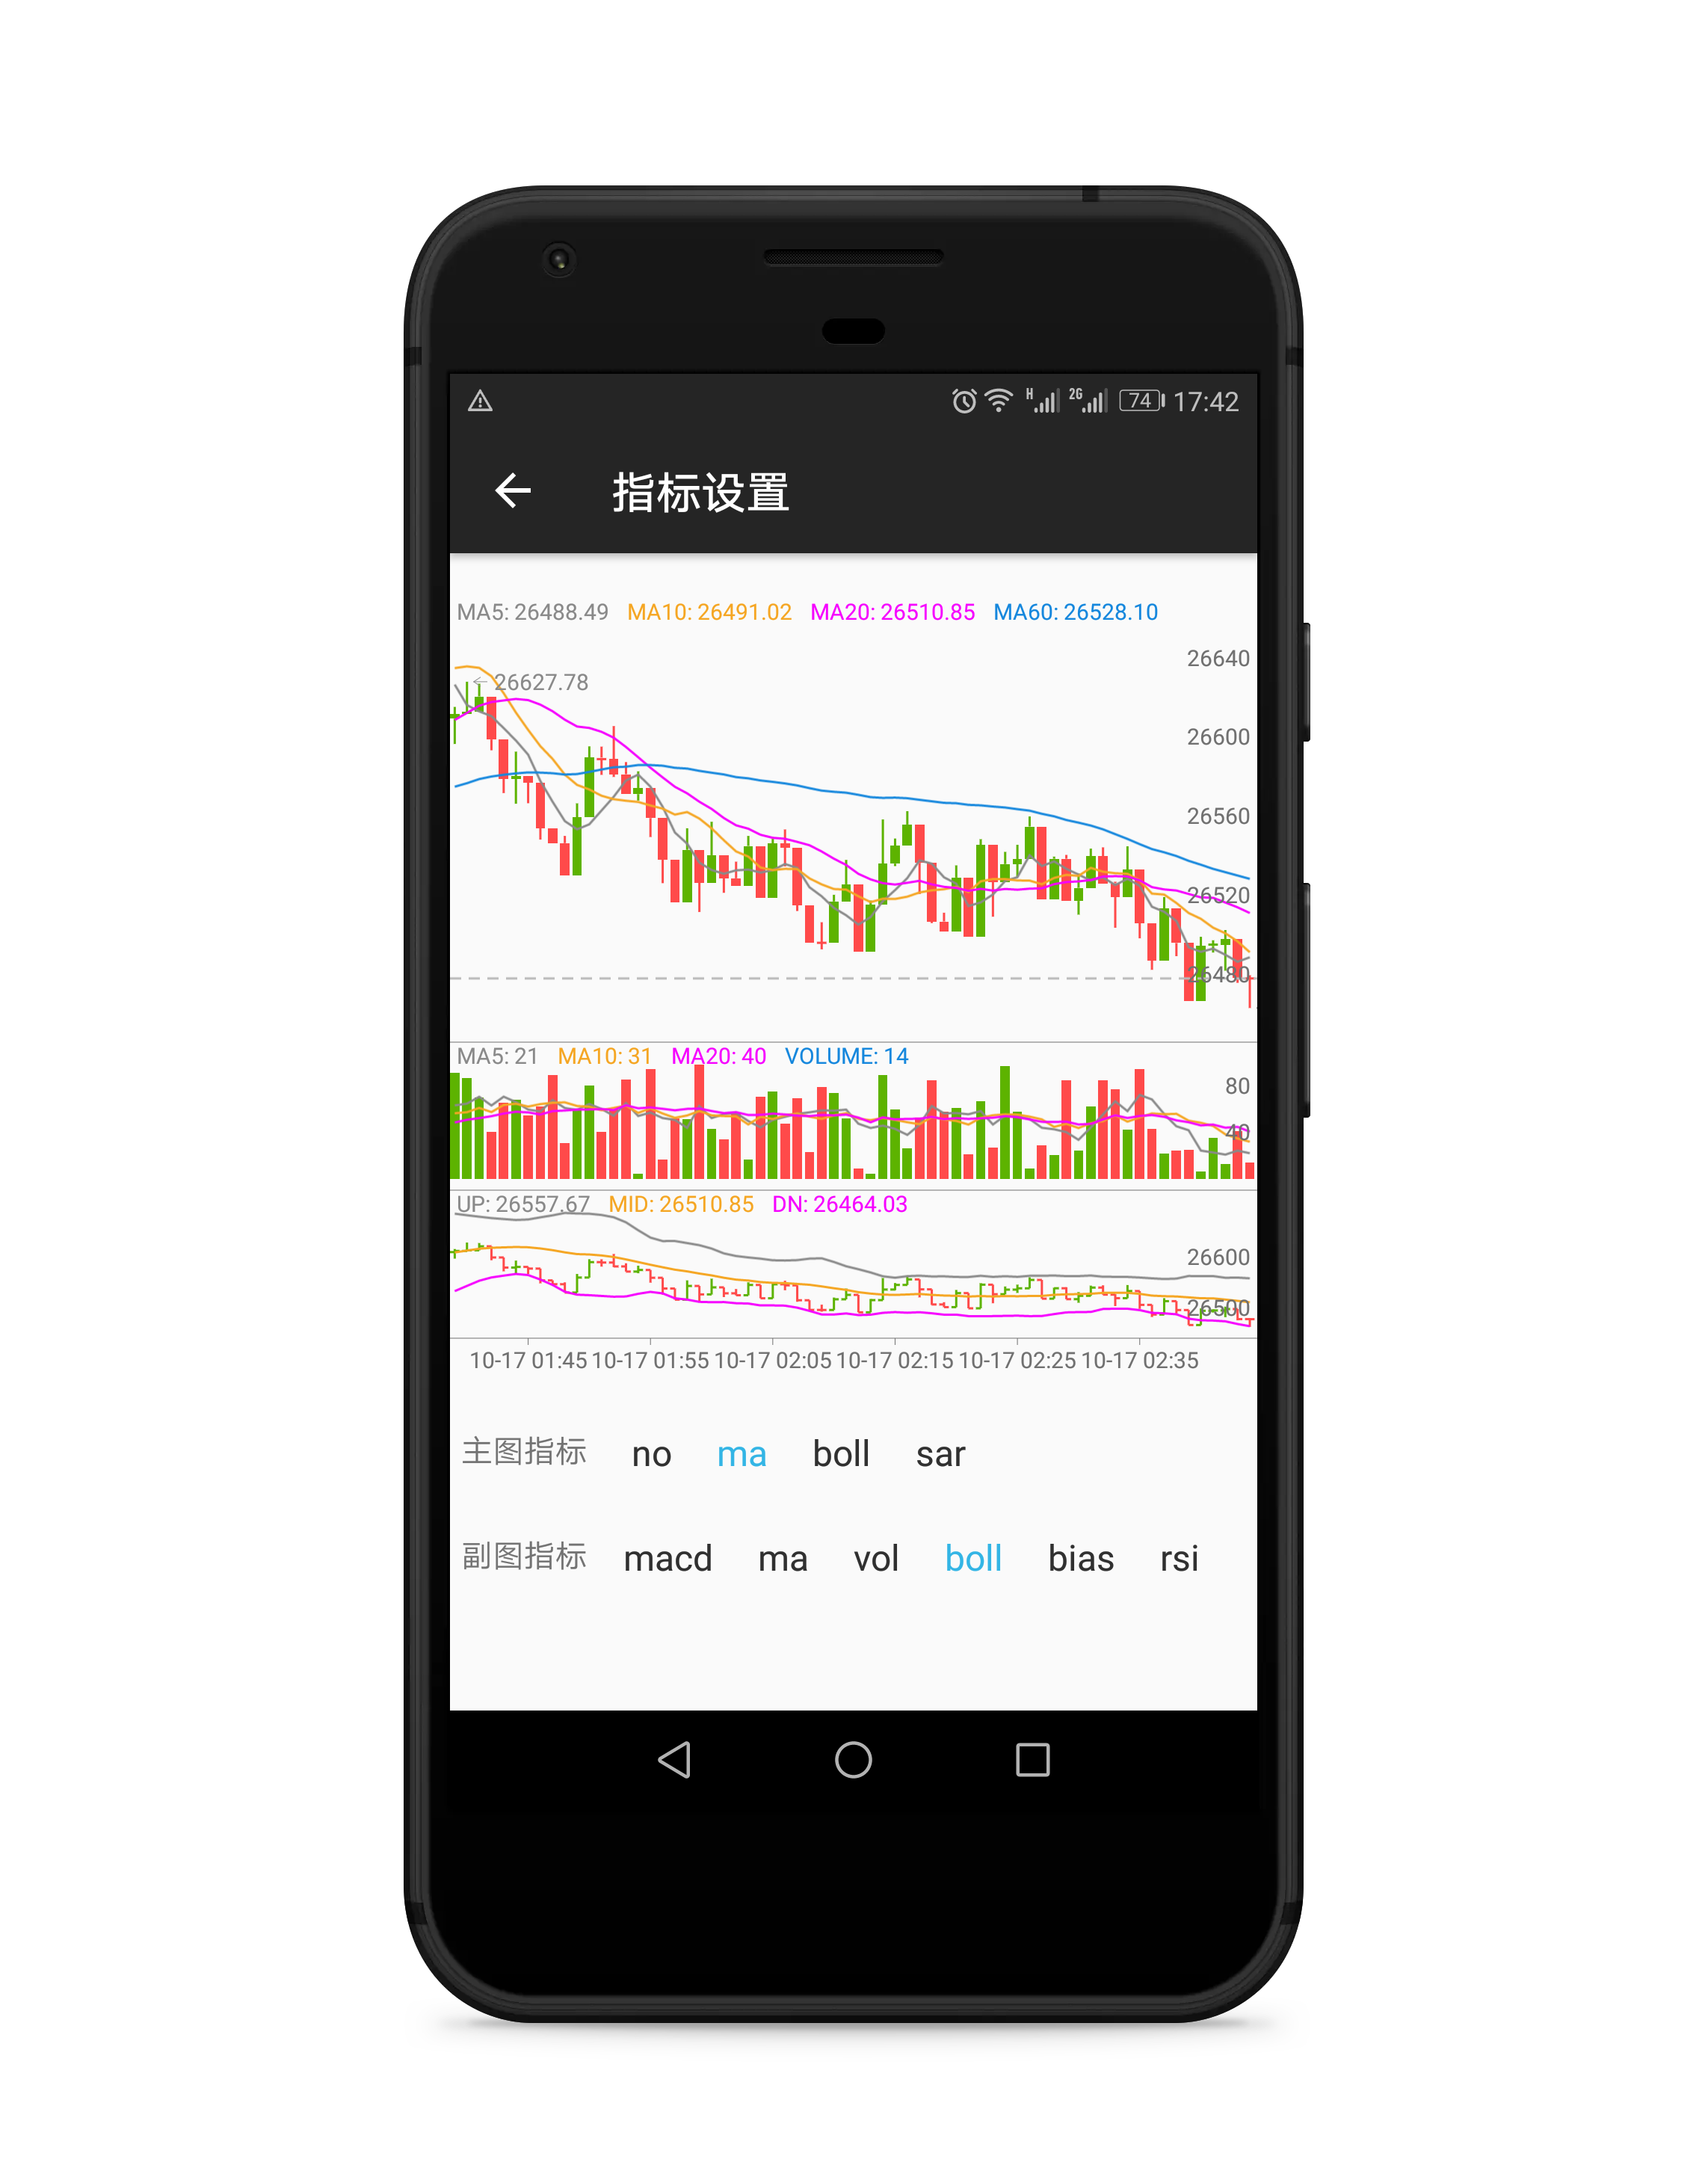 H 2G 74 17:42
指标设置
MA5: 26488.49 MA10: 26491.02 MA20: 26510.85 MA60: 26528.10
26640
←26627.78
26600
26560
26520
26480
MA5: 21 MA10: 31 MA20: 40 VOLUME: 14
80
40
UP: 26557.67 MID: 26510.85 DN: 26464.03
26600
26500
10-17 01:45 10-17 01:55 10-17 02:05 10-17 02:15 10-17 02:25 10-17 02:35
主图指标 no ma boll sar
副图指标 macd ma vol boll bias rsi